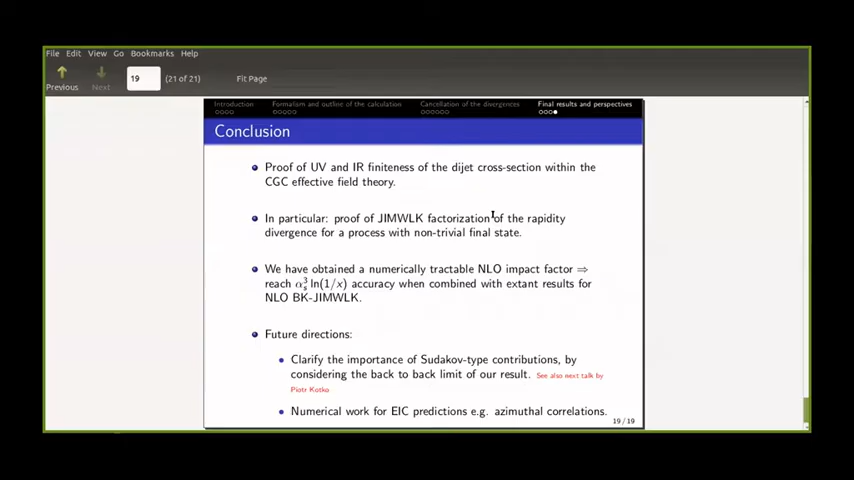 File Edit View Go Bookmarks Help
Previous Next 19 (21 of 21) Fit Page
Introduction Formalism and outline of the calculation Cancellation of the divergences Final results and perspectives
Conclusion
Proof of UV and IR finiteness of the dijet cross-section within the
CGC effective field theory.
In particular: proof of JIMWLK factorization of the rapidity
divergence for a process with non-trivial final state.
We have obtained a numerically tractable NLO impact factor ⇒
reach α_s^3 ln(1/x) accuracy when combined with extant results for
NLO BK-JIMWLK.
Future directions:
Clarify the importance of Sudakov-type contributions, by
considering the back to back limit of our result. See also next talk by
Piotr Kotko
Numerical work for EIC predictions e.g. azimuthal correlations.
19 / 19